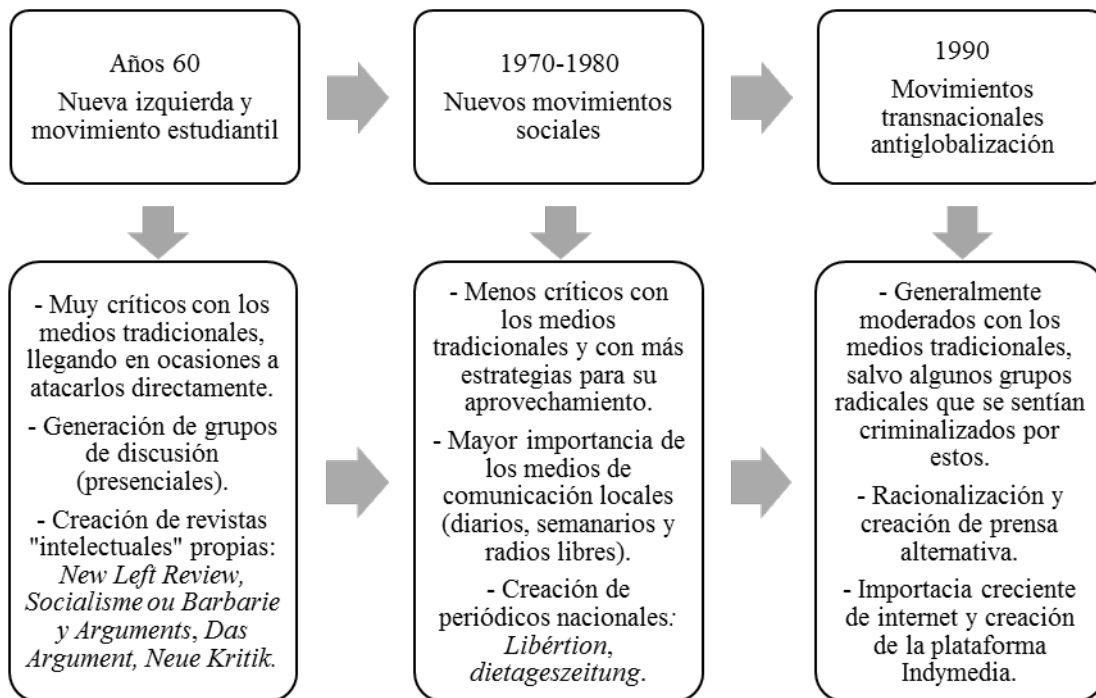 Años 60
Nueva izquierda y
movimiento estudiantil
1970-1980
Nuevos movimientos
sociales
1990
Movimientos
transnacionales
antiglobalización
- Muy críticos con los
medios tradicionales,
llegando en ocasiones a
atacarlos directamente.
- Generación de grupos
de discusión
(presenciales).
- Creación de revistas
"intelectuales" propias:
New Left Review,
Socialisme ou Barbarie
y Arguments, Das
Argument, Neue Kritik.
- Menos críticos con
los medios
tradicionales y con más
estrategias para su
aprovechamiento.
- Mayor importancia de
los medios de
comunicación locales
(diarios, semanarios y
radios libres).
- Creación de
periódicos nacionales:
Libértion,
dietageszeitung.
- Generalmente
moderados con los
medios tradicionales,
salvo algunos grupos
radicales que se sentían
criminalizados por
estos.
- Racionalización y
creación de prensa
alternativa.
- Importacia creciente
de internet y creación
de la plataforma
Indymedia.